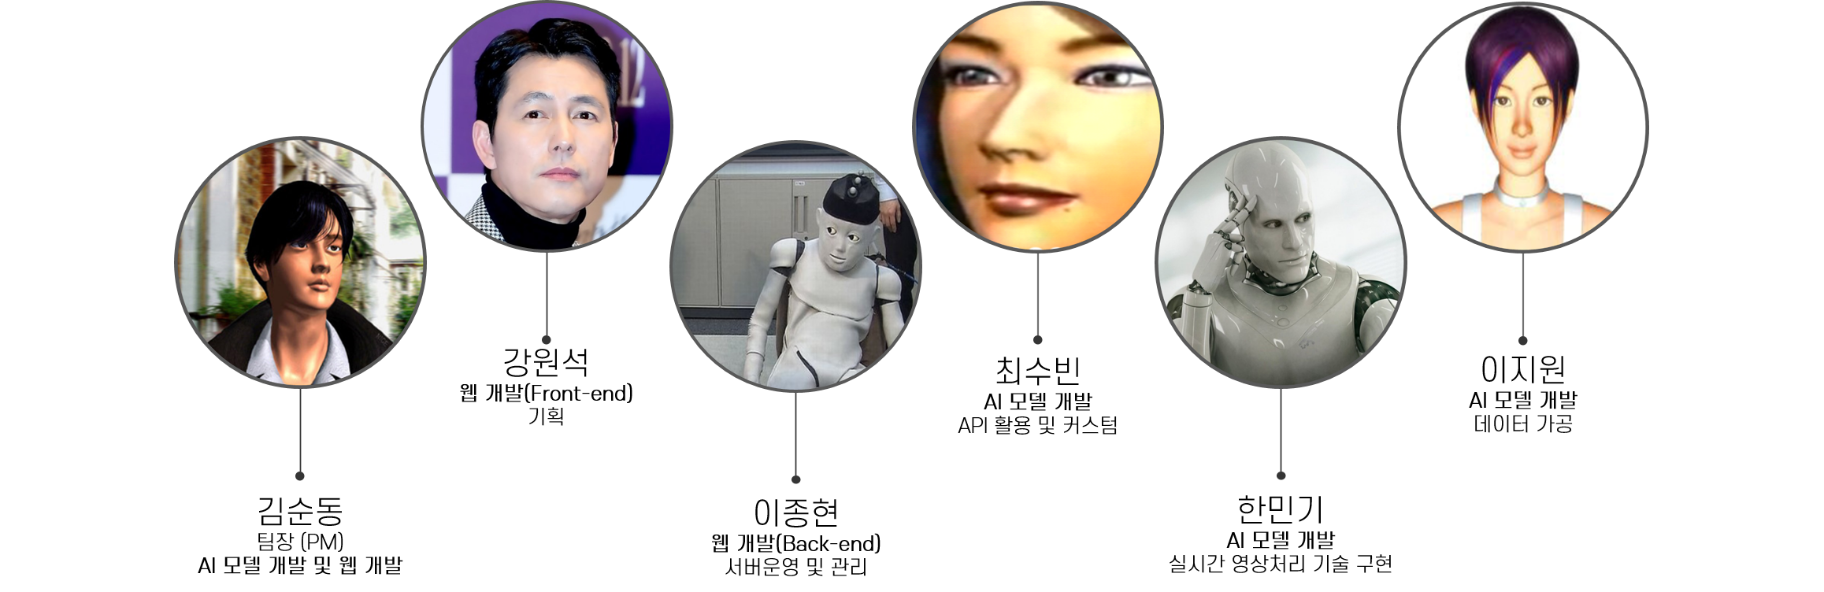 12
강원석
웹 개발(Front-end)
기획
최수빈
AI 모델 개발
API 활용 및 커스텀
이지원
AI 모델 개발
데이터 가공
김순동
팀장 (PM)
AI 모델 개발 및 웹 개발
이종현
웹 개발(Back-end)
서버운영 및 관리
한민기
AI 모델 개발
실시간 영상처리 기술 구현